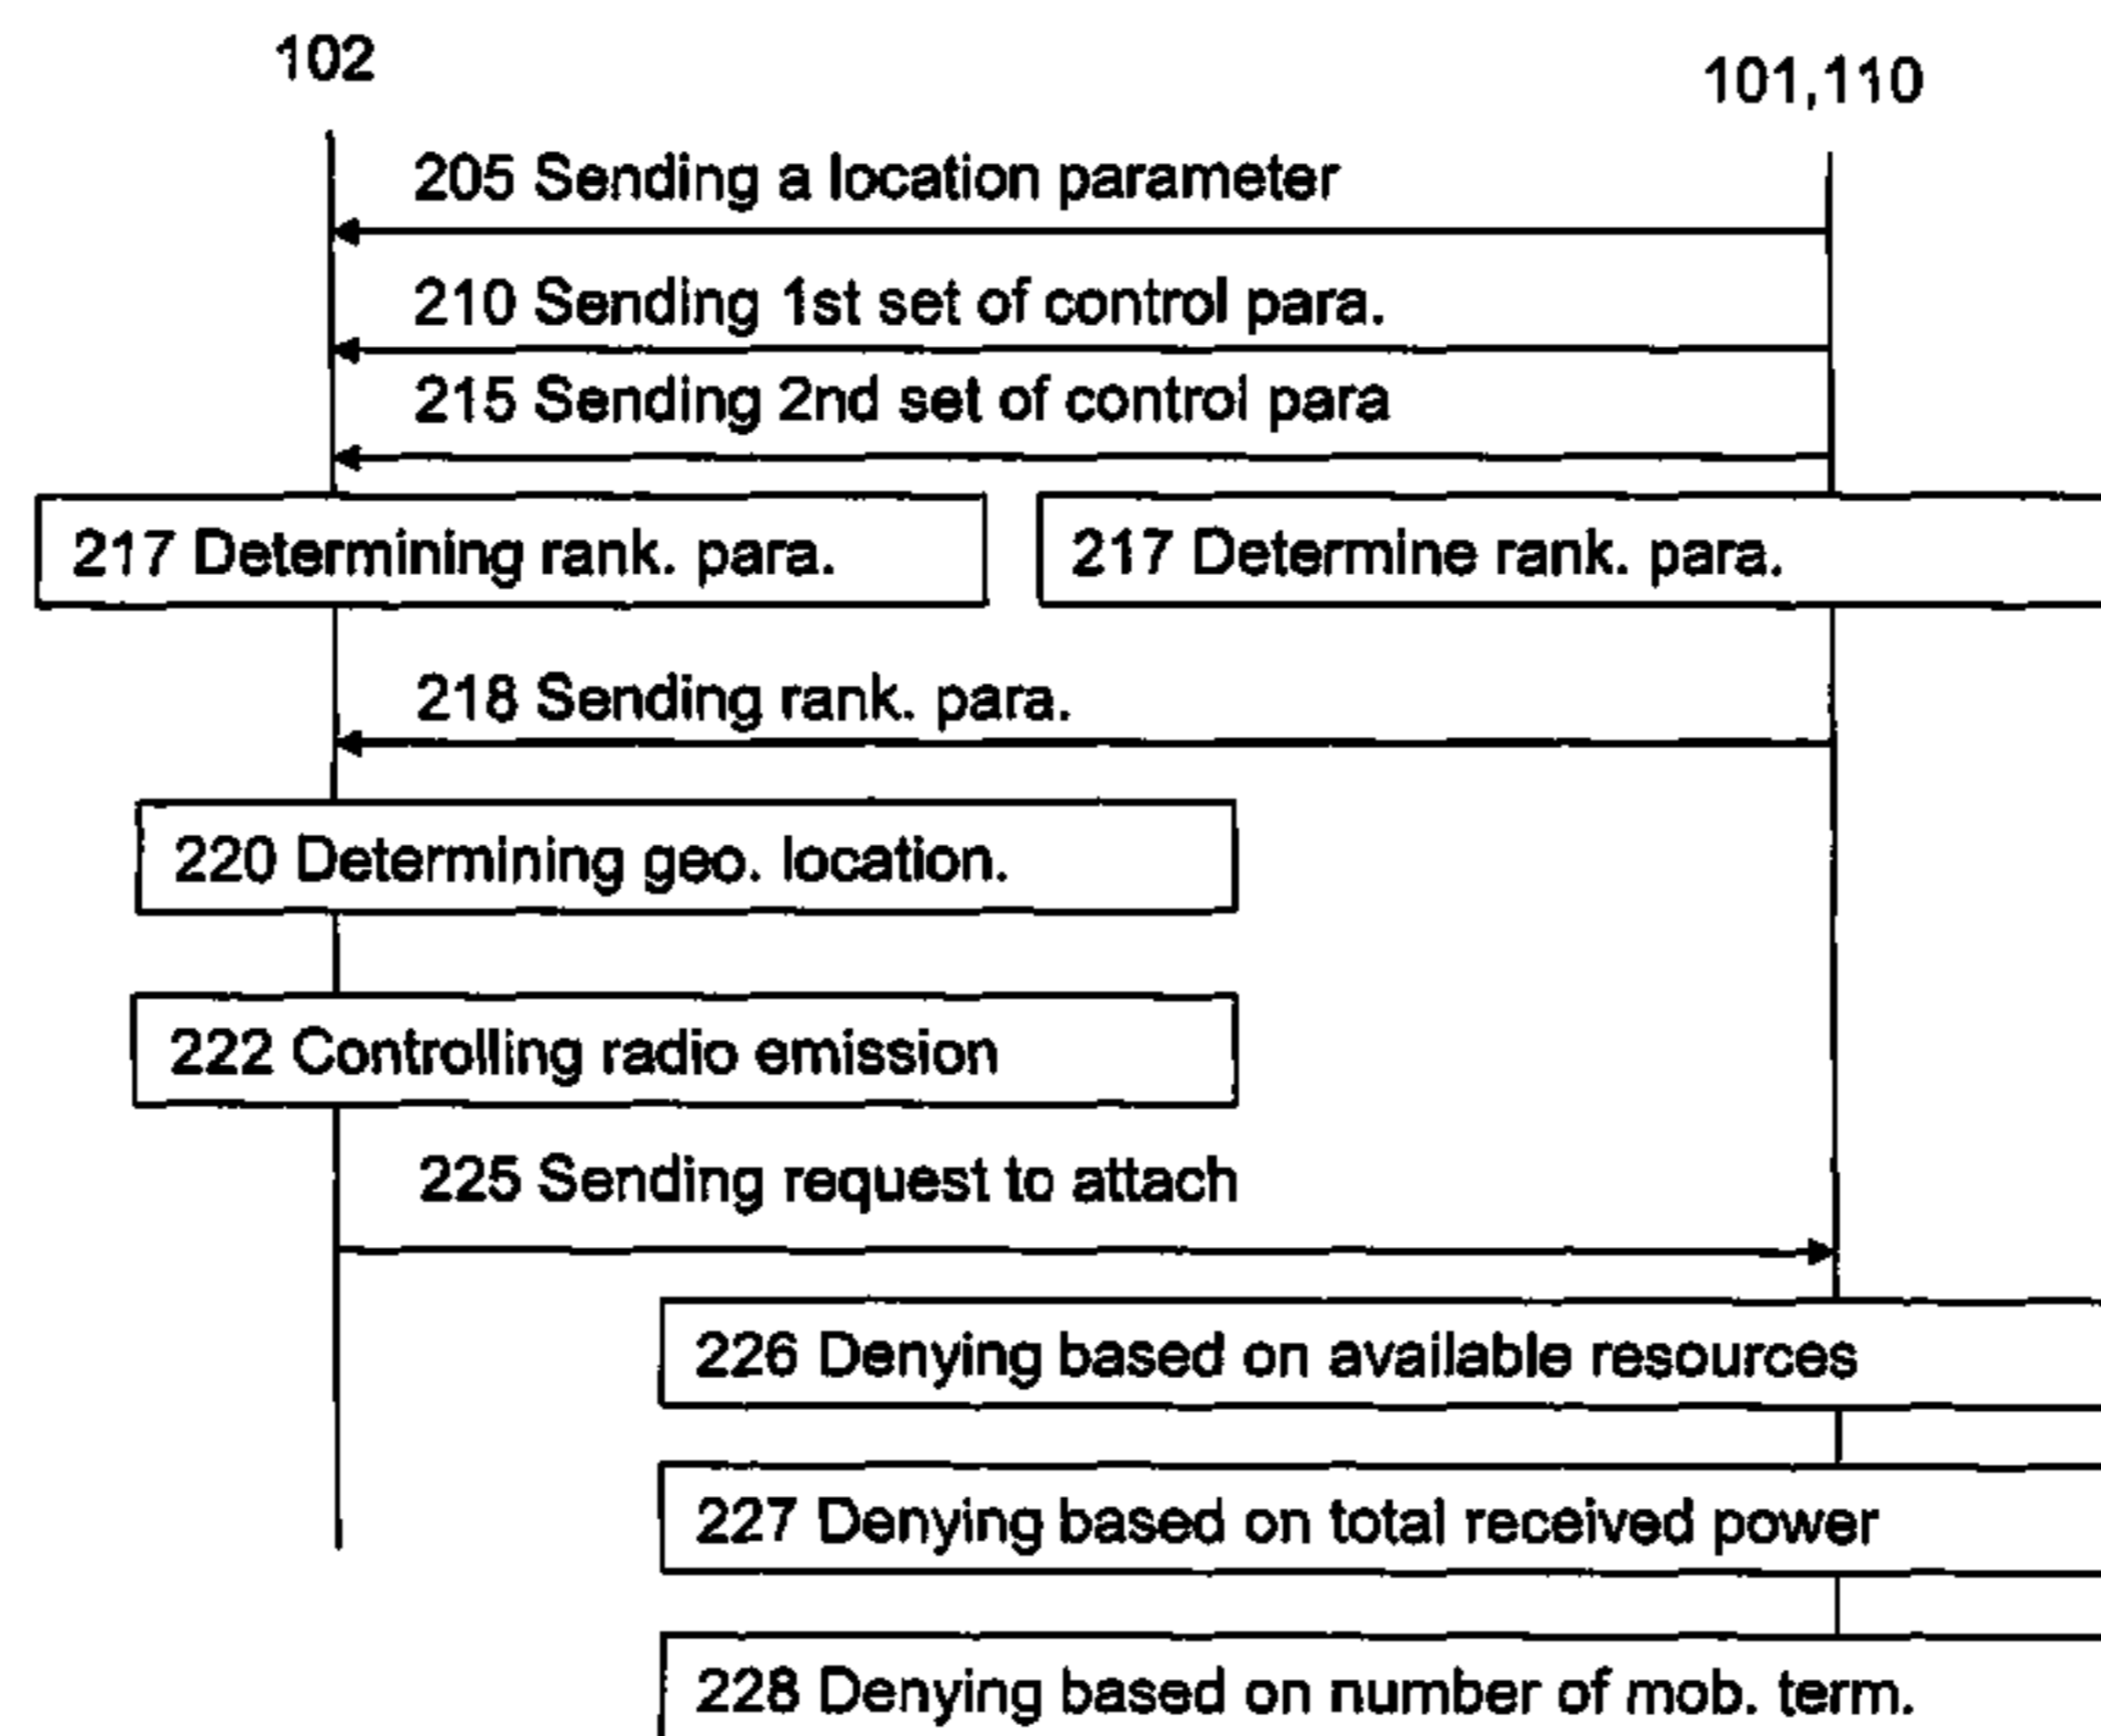 102
101,110
205 Sending a location parameter
210 Sending 1st set of control para.
215 Sending 2nd set of control para
217 Determining rank. para.
217 Determine rank. para.
218 Sending rank. para.
220 Determining geo. location.
222 Controlling radio emission
225 Sending request to attach
226 Denying based on available resources
227 Denying based on total received power
228 Denying based on number of mob. term.